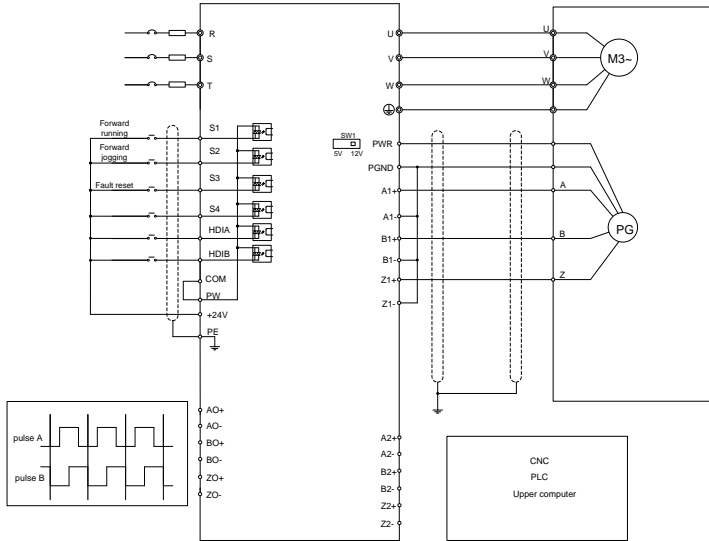 R
S
T
U
V
W
U
V
W
M3~
Forward
running
Forward
jogging
Fault reset
S1
S2
S3
S4
HDIA
HDIB
COM
PW
+24V
PE
SW1
5V 12V
PWR
PGND
A1+
A1-
B1+
B1-
Z1+
Z1-
A
B
Z
PG
pulse A
pulse B
AO+
AO-
BO+
BO-
ZO+
ZO-
A2+
A2-
B2+
B2-
Z2+
Z2-
CNC
PLC
Upper computer